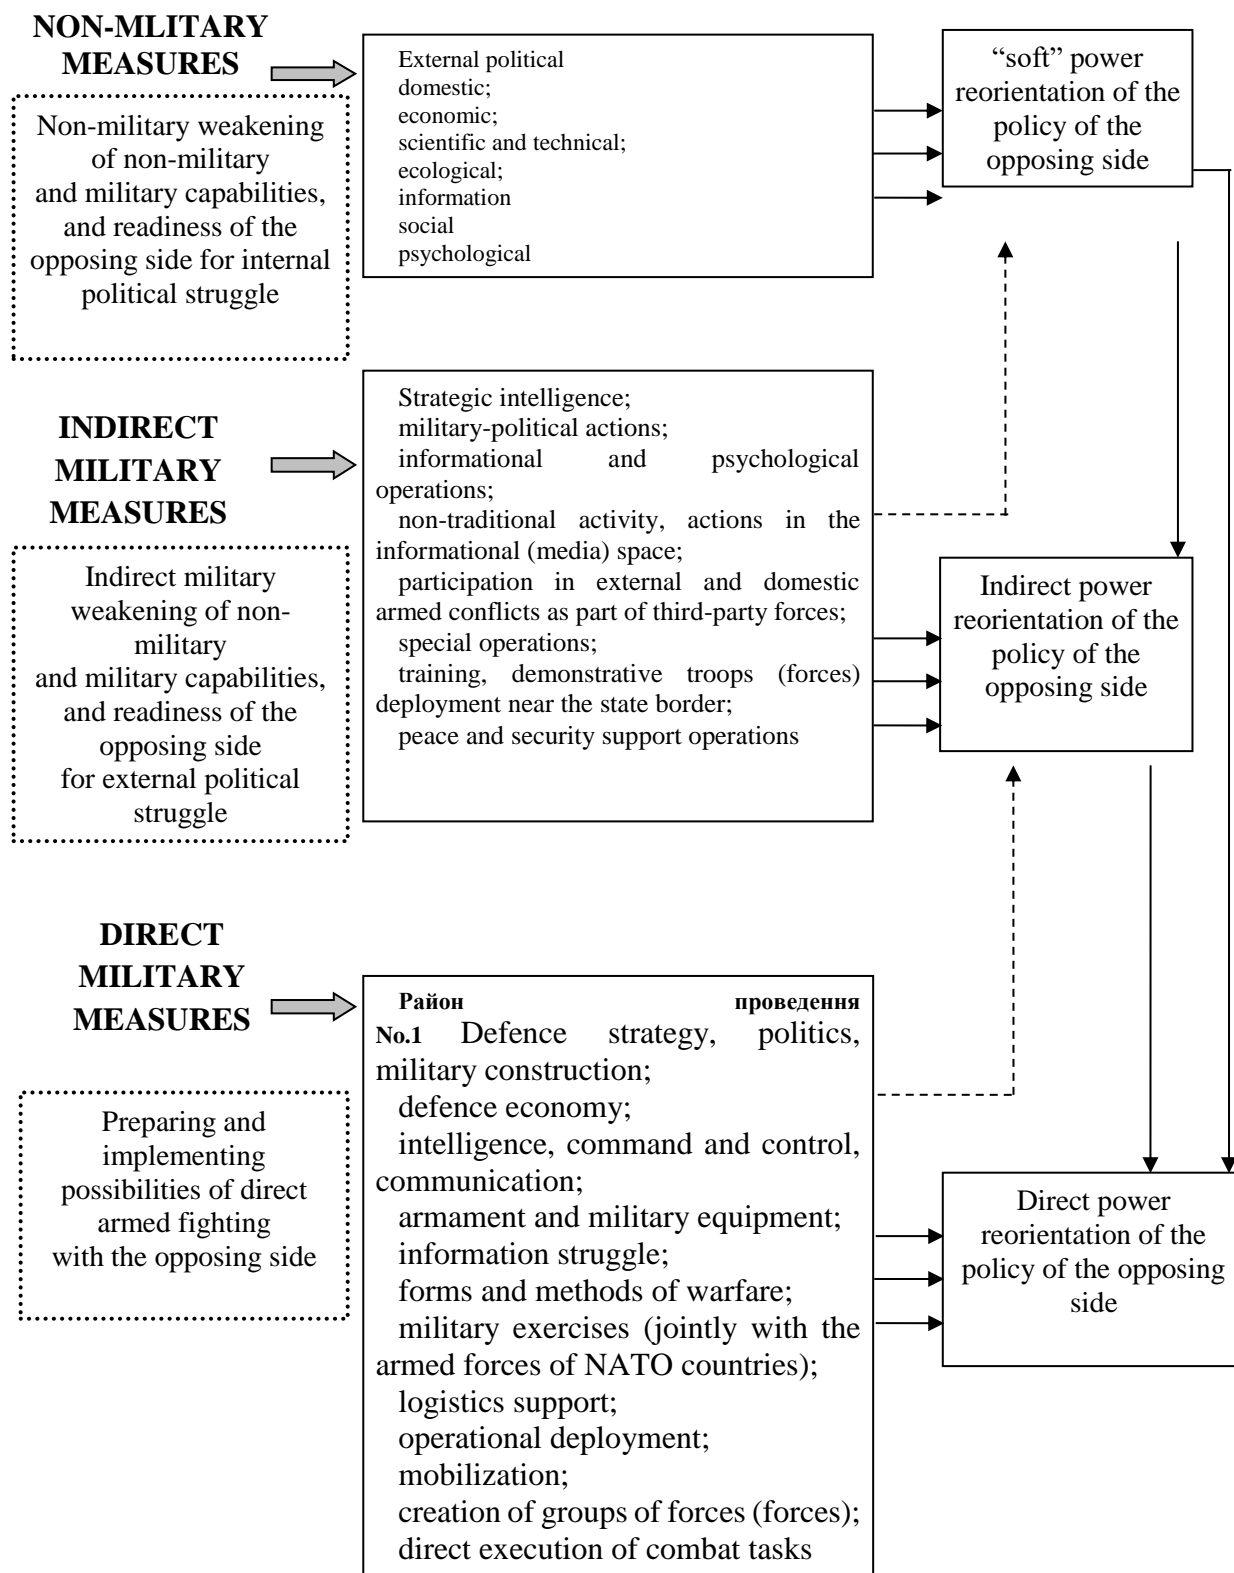 NON-MLITARY
MEASURES
Non-military weakening
of non-military
and military capabilities,
and readiness of the
opposing side for internal
political struggle
External political
domestic;
economic;
scientific and technical;
ecological;
information
social
psychological
“soft” power
reorientation of the
policy of the
opposing side
INDIRECT
MILITARY
MEASURES
Indirect military
weakening of non-
military
and military capabilities,
and readiness of the
opposing side
for external political
struggle
Strategic intelligence;
military-political actions;
informational and psychological
operations;
non-traditional activity, actions in the
informational (media) space;
participation in external and domestic
armed conflicts as part of third-party forces;
special operations;
training, demonstrative troops (forces)
deployment near the state border;
peace and security support operations
Indirect power
reorientation of the
policy of the
opposing side
DIRECT
MILITARY
MEASURES
Preparing and
implementing
possibilities of direct
armed fighting
with the opposing side
Район проведення
No.1 Defence strategy, politics,
military construction;
defence economy;
intelligence, command and control,
communication;
armament and military equipment;
information struggle;
forms and methods of warfare;
military exercises (jointly with the
armed forces of NATO countries);
logistics support;
operational deployment;
mobilization;
creation of groups of forces (forces);
direct execution of combat tasks
Direct power
reorientation of the
policy of the opposing
side